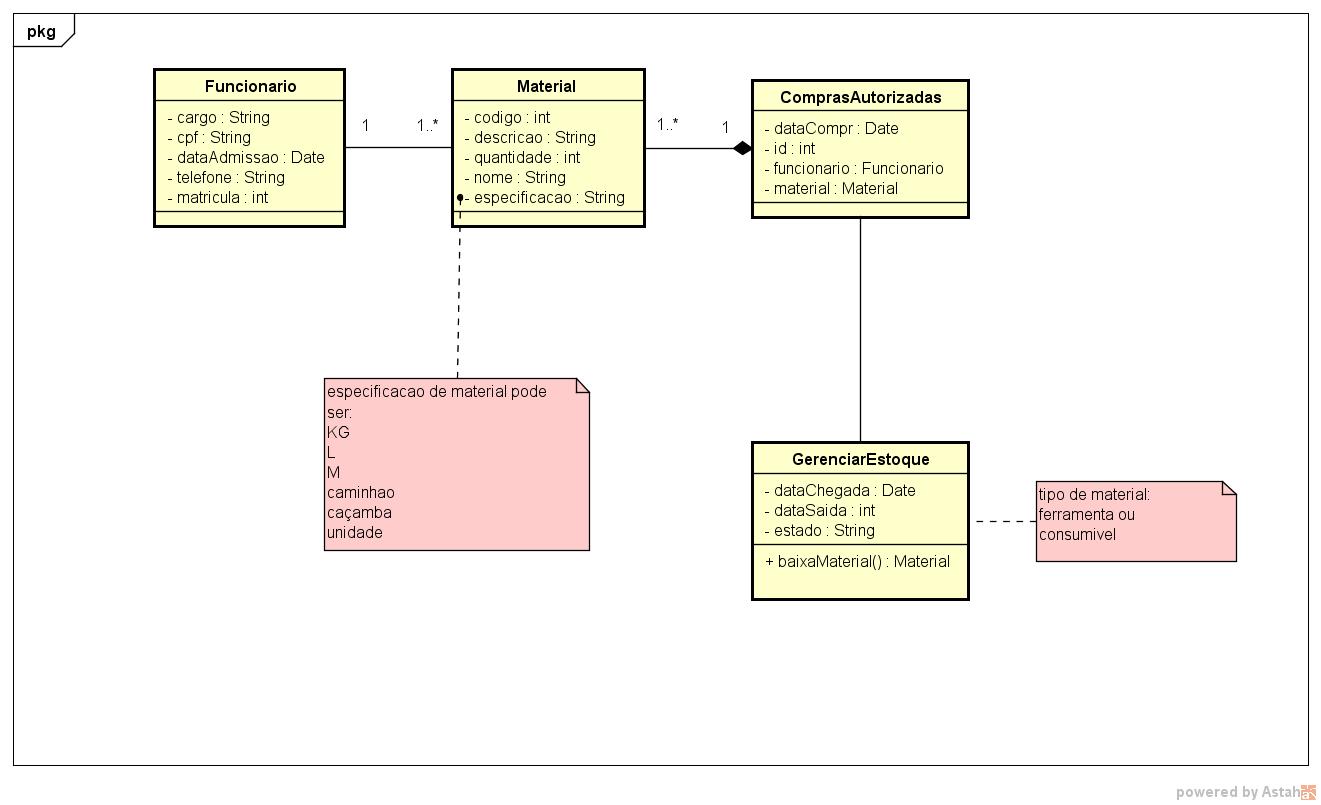 pkg
Funcionario
- cargo : String
- cpf : String
- dataAdmissao : Date
- telefone : String
- matricula : int
1
1..*
Material
- codigo : int
- descricao : String
- quantidade : int
- nome : String
- especificacao : String
1..*
1
ComprasAutorizadas
- dataCompr : Date
- id : int
- funcionario : Funcionario
- material : Material
especificacao de material pode
ser:
KG
L
M
caminhao
caçamba
unidade
GerenciarEstoque
- dataChegada : Date
- dataSaida : int
- estado : String
+ baixaMaterial() : Material
tipo de material:
ferramenta ou
consumivel
powered by Astah